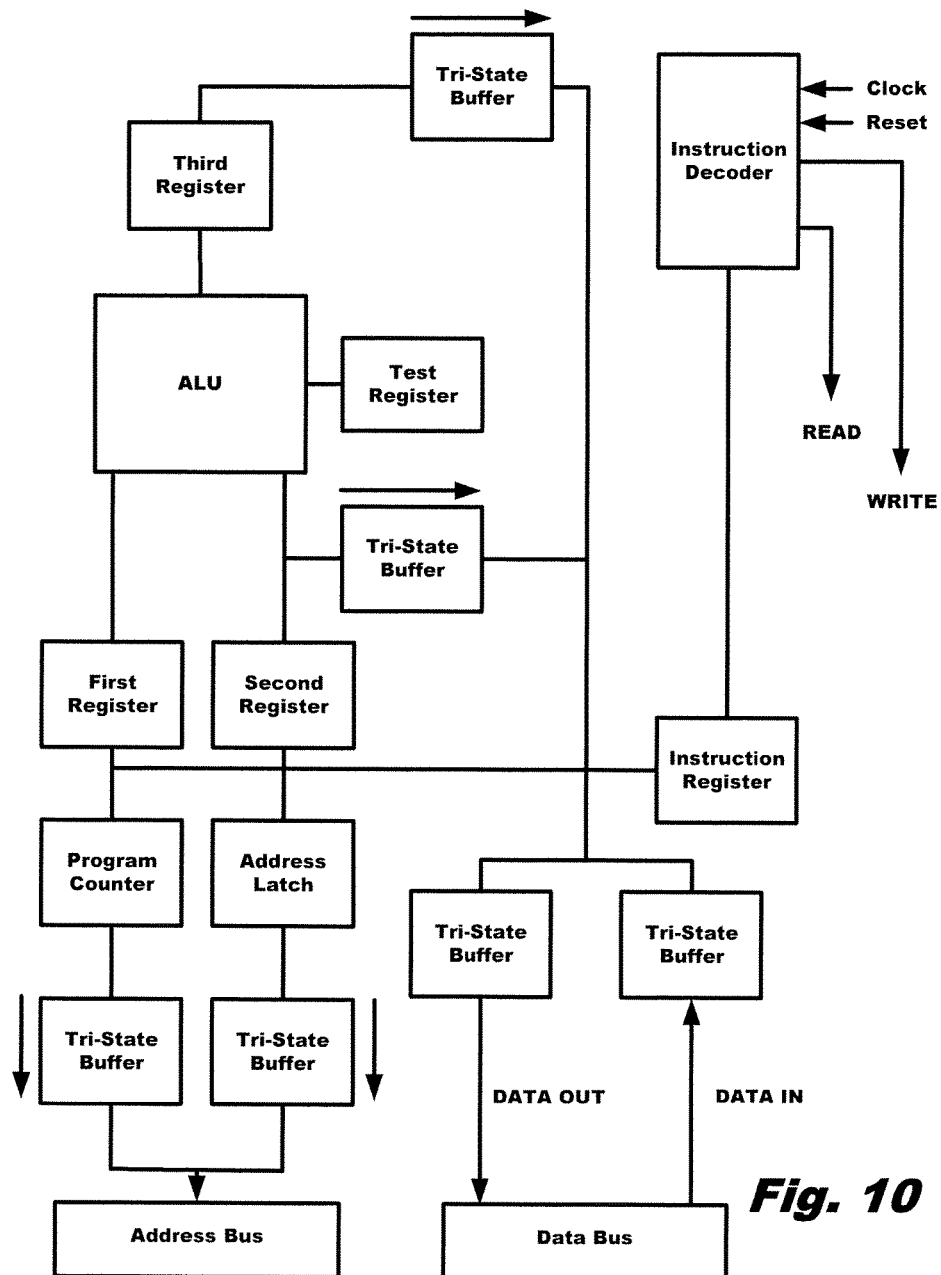 Tri-State
Buffer
Clock
Reset
Instruction
Decoder
Third
Register
ALU
Test
Register
READ
WRITE
Tri-State
Buffer
First
Register
Second
Register
Instruction
Register
Program
Counter
Address
Latch
Tri-State
Buffer
Tri-State
Buffer
Tri-State
Buffer
Tri-State
Buffer
DATA OUT
DATA IN
Address Bus
Data Bus
Fig. 10